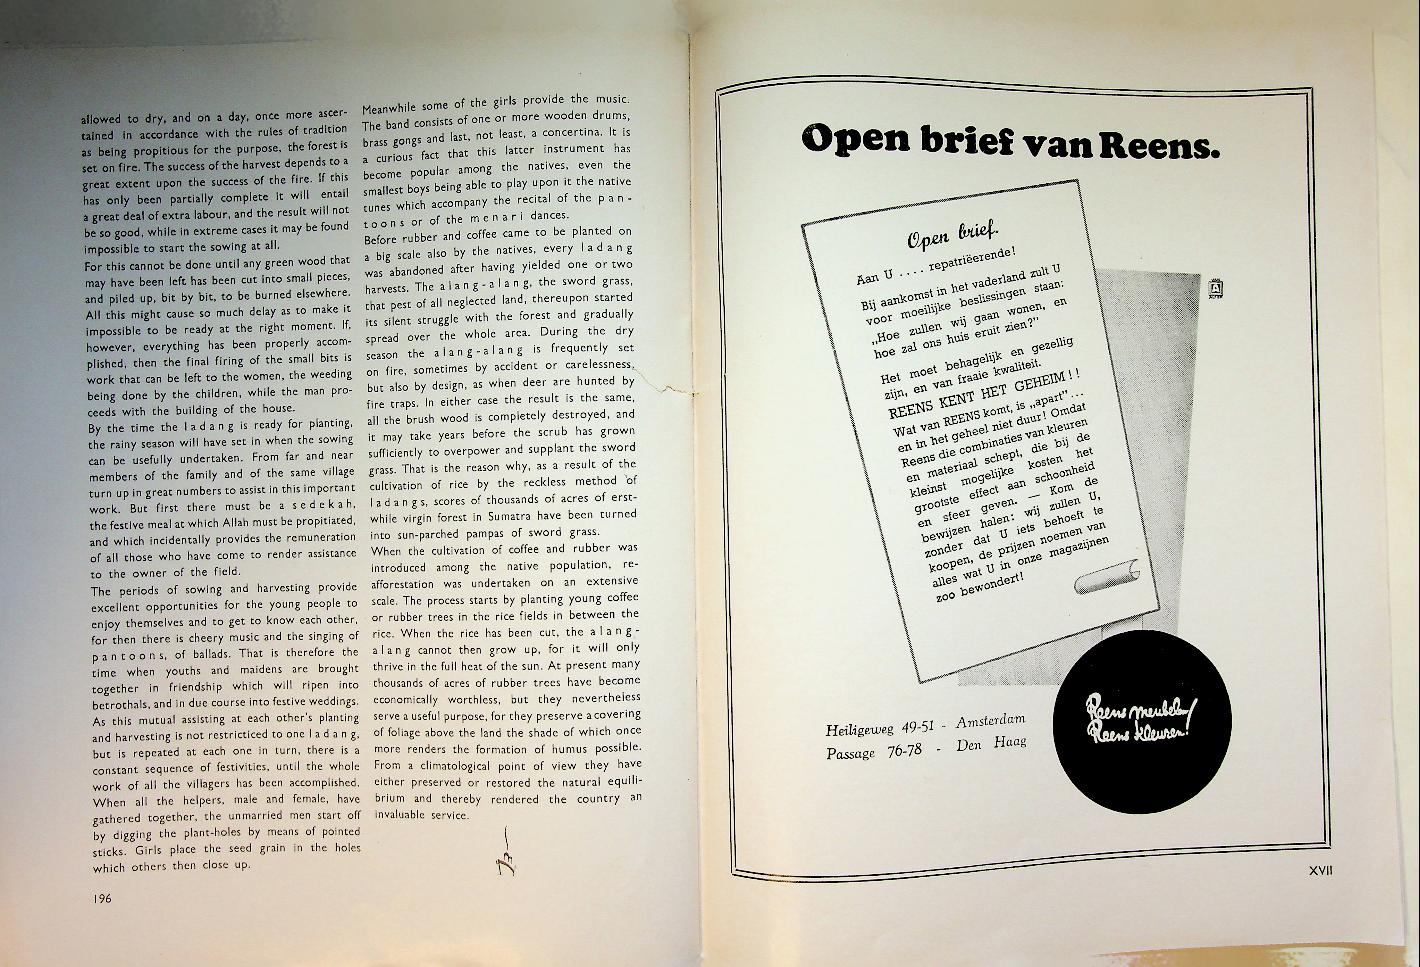 allowed to dry, and on a day, once more ascer-
tained in accordance with the rules of tradition
as being propitious for the purpose, the forest is
set on fire. The success of the harvest depends to a
great extent upon the success of the fire. If this
has only been partially complete it will entail
a great deal of extra labour, and the result will not
be so good, while in extreme cases it may be found
impossible to start the sowing at all.
For this cannot be done until any green wood that
may have been left has been cut into small pieces,
and piled up, bit by bit, to be burned elsewhere.
All this might cause so much delay as to make it
impossible to be ready at the right moment. If,
however, everything has been properly accom-
plished, then the final firing of the small bits is
work that can be left to the women, the weeding
being done by the children, while the man pro-
ceeds with the building of the house.
By the time the ladang is ready for planting,
the rainy season will have set in when the sowing
can be usefully undertaken. From far and near
members of the family and of the same village
turn up in great numbers to assist in this important
work. But first there must be a sedekah,
the festive meal at which Allah must be propitiated,
and which incidentally provides the remuneration
of all those who have come to render assistance
to the owner of the field.
The periods of sowing and harvesting provide
excellent opportunities for the young people to
enjoy themselves and to get to know each other,
for then there is cheery music and the singing of
pantoons, of ballads. That is therefore the
time when youths and maidens are brought
together in friendship which will ripen into
betrothals, and in due course into festive weddings.
As this mutual assisting at each other's planting
and harvesting is not restricticed to one ladang,
but is repeated at each one in turn, there is a
constant sequence of festivities, until the whole
work of all the villagers has been accomplished.
When all the helpers, male and female, have
gathered together, the unmarried men start off
by digging the plant-holes by means of pointed
sticks. Girls place the seed grain in the holes
which others then close up.
196
Meanwhile some of the girls provide the music.
The band consists of one or more wooden drums,
brass gongs and last, not least, a concertina. It is
a curious fact that this latter instrument has
become popular among the natives, even the
smallest boys being able to play upon it the native
tunes which accompany the recital of the pan-
toons or of the menari dances.
Before rubber and coffee came to be planted on
a big scale also by the natives, every ladang
was abandoned after having yielded one or two
harvests. The alang-alang, the sword grass,
that pest of all neglected land, thereupon started
its silent struggle with the forest and gradually
spread over the whole area. During the dry
season the alang-alang is frequently set
on fire, sometimes by accident or carelessness,
but also by design, as when deer are hunted by
fire traps. In either case the result is the same,
all the brush wood is completely destroyed, and
it may take years before the scrub has grown
sufficiently to overpower and supplant the sword
grass. That is the reason why, as a result of the
cultivation of rice by the reckless method of
ladangs, scores of thousands of acres of erst-
while virgin forest in Sumatra have been turned
into sun-parched pampas of sword grass.
When the cultivation of coffee and rubber was
introduced among the native population, re-
afforestation was undertaken on an extensive
scale. The process starts by planting young coffee
or rubber trees in the rice fields in between the
rice. When the rice has been cut, the alang-
alang cannot then grow up, for it will only
thrive in the full heat of the sun. At present many
thousands of acres of rubber trees have become
economically worthless, but they nevertheless
serve a useful purpose, for they preserve a covering
of foliage above the land the shade of which once
more renders the formation of humus possible.
From a climatological point of view they have
either preserved or restored the natural equili-
brium and thereby rendered the country an
invaluable service.
Open brief van Reens.
Open brief.
Aan U .... repatriëerende!
Bij aankomst in het vaderland zult U
voor moeilijke beslissingen staan:
„Hoe zullen wij gaan wonen, en
hoe zal ons huis eruit zien?”
Het moet behagelijk en gezellig
zijn, en van fraaie kwaliteit.
REENS KENT HET GEHEIM!!
Wat van REENS komt, is „apart”...
en in het geheel niet duur! Omdat
Reens die combinaties van kleuren
en materiaal schept, die bij de
kleinst mogelijke kosten het
grootste effect aan schoonheid
en sfeer geven. — Kom de
bewijzen halen: wij zullen U,
zonder dat U iets behoeft te
koopen, de prijzen noemen van
alles wat U in onze magazijnen
zoo bewondert!
Heiligeweg 49-51 - Amsterdam
Passage 76-78 - Den Haag
Reens meubelen!
Reens kleuren!
XVII